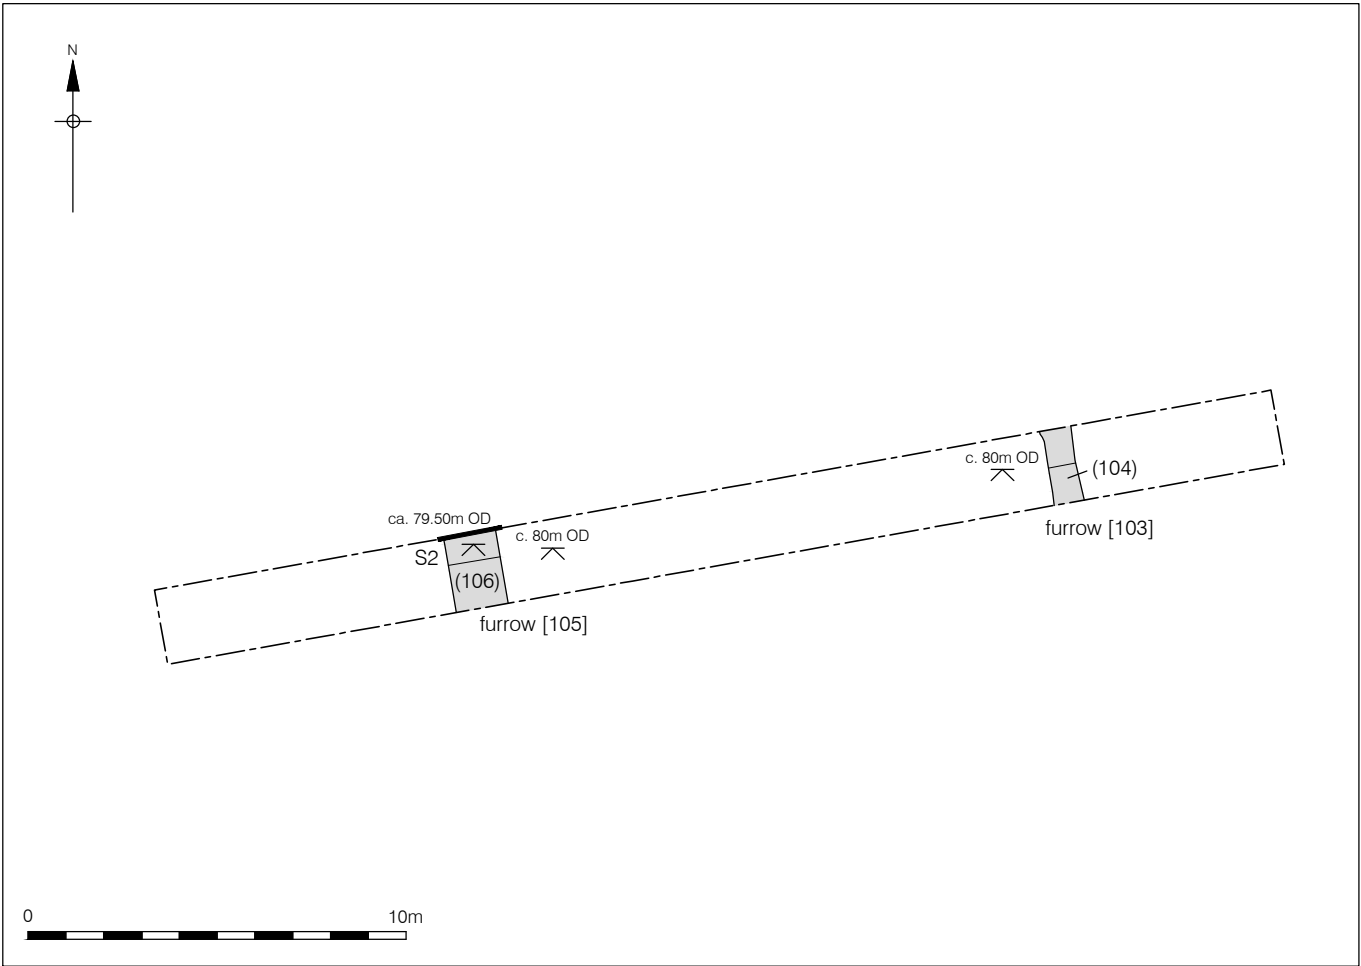 N
c. 80m OD
(104)
furrow [103]
ca. 79.50m OD
c. 80m OD
S2
(106)
furrow [105]
0 10m